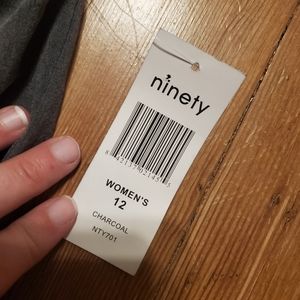 ninety
WOMEN'S
12
CHARCOAL
NTY701